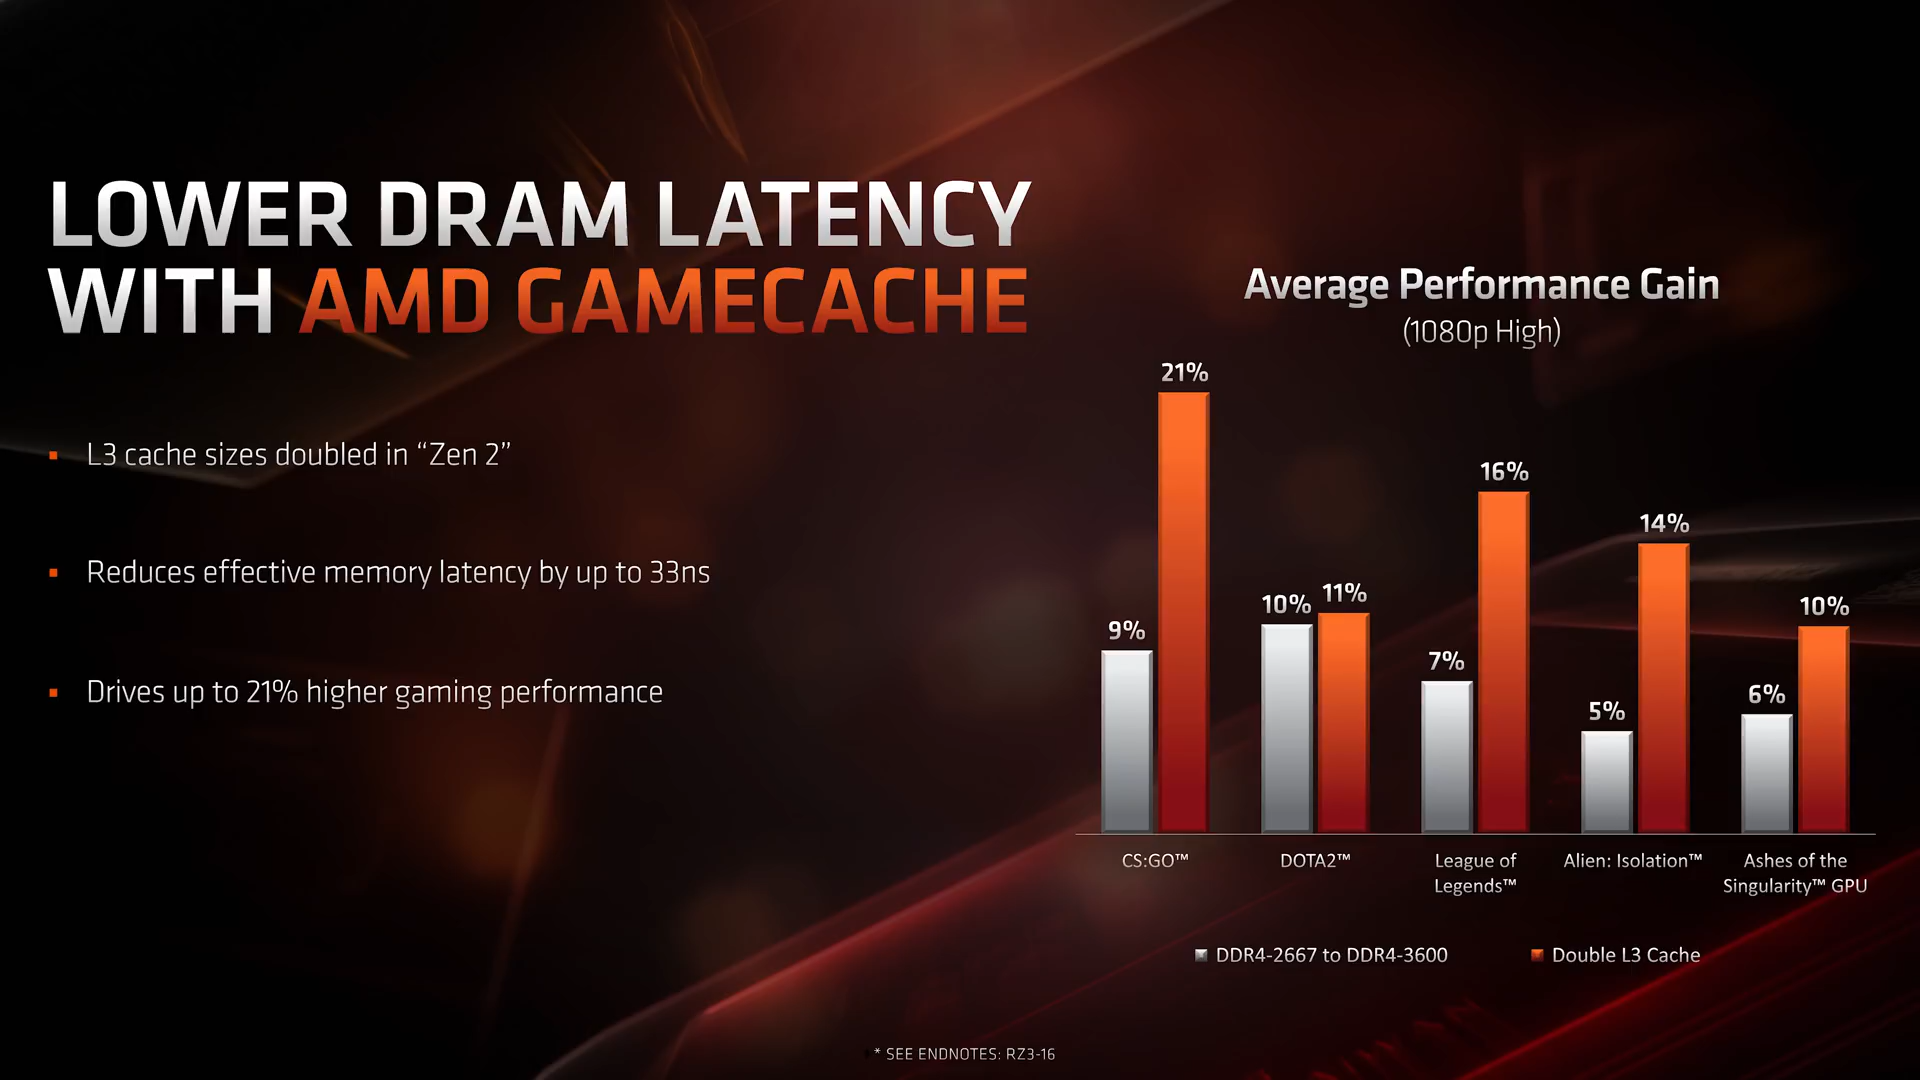 LOWER DRAM LATENCY
WITH AMD GAMECACHE
▪ L3 cache sizes doubled in “Zen 2”
▪ Reduces effective memory latency by up to 33ns
▪ Drives up to 21% higher gaming performance
Average Performance Gain
(1080p High)
9% 21%
10% 11%
7% 16%
5% 14%
6% 10%
CS:GO™
DOTA2™
League of
Legends™
Alien: Isolation™
Ashes of the
Singularity™ GPU
DDR4-2667 to DDR4-3600
Double L3 Cache
* SEE ENDNOTES: RZ3-16